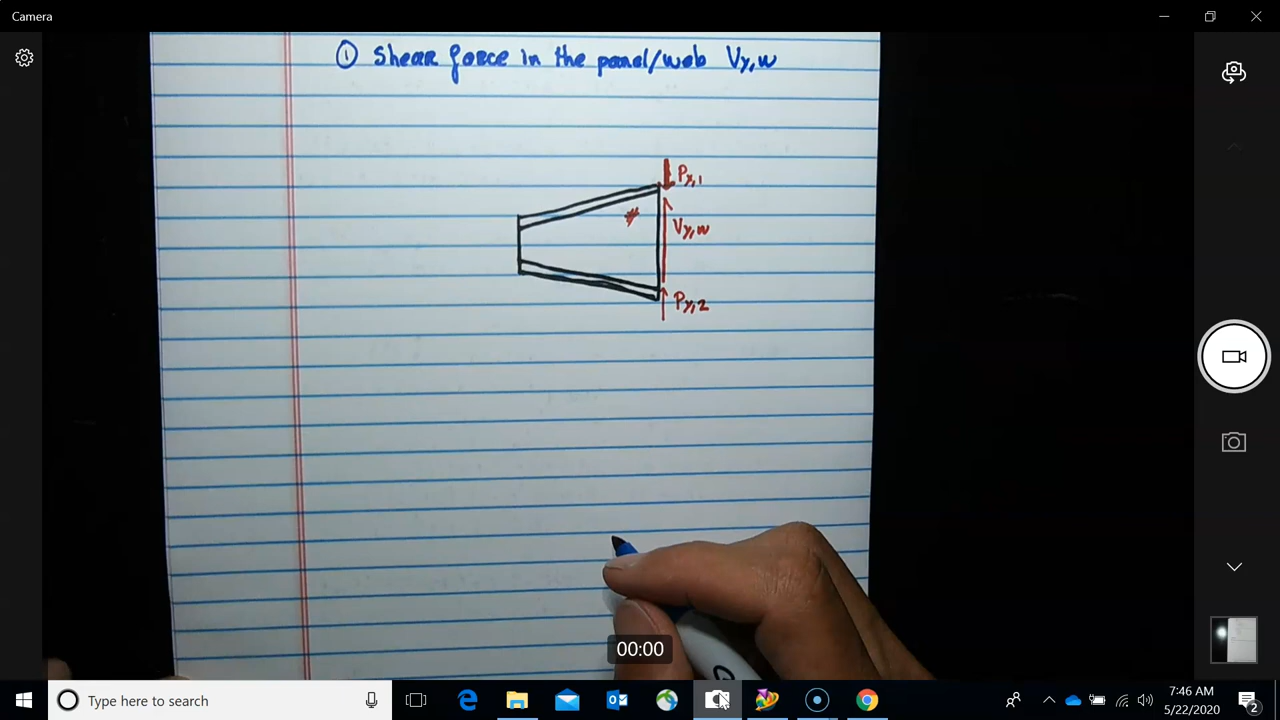 Camera
① Shear force in the panel/web Vy,w
Py,1
Vy,w
Py,2
00:00
Type here to search
7:46 AM
5/22/2020
2